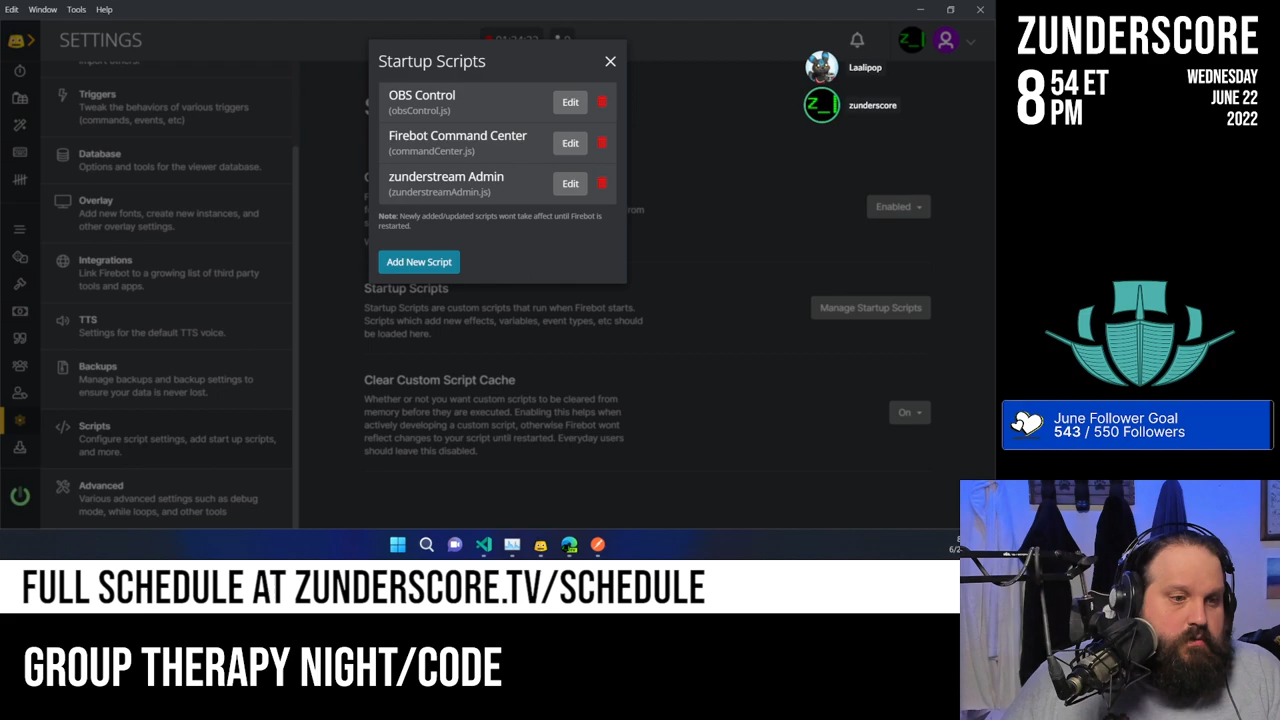 Edit Window Tools Help
SETTINGS
Triggers
Tweak the behaviors of various triggers
(commands, events, etc)
Database
Options and tools for the viewer database.
Overlay
Add new fonts, create new instances, and
other overlay settings.
Integrations
Link Firebot to a growing list of third party
tools and apps.
TTS
Settings for the default TTS voice.
Backups
Manage backups and backup settings to
ensure your data is never lost.
Scripts
Configure script settings, add start up scripts,
and more.
Advanced
Various advanced settings such as debug
mode, while loops, and other tools
Startup Scripts
OBS Control
(obsControl.js)
Edit
Firebot Command Center
(commandCenter.js)
Edit
zunderstream Admin
(zunderstreamAdmin.js)
Edit
Note: Newly added/updated scripts wont take affect until Firebot is
restarted.
Add New Script
Enabled
Startup Scripts
Startup Scripts are custom scripts that run when Firebot starts.
Scripts which add new effects, variables, event types, etc should
be loaded here.
Manage Startup Scripts
Clear Custom Script Cache
Whether or not you want custom scripts to be cleared from
memory before they are executed. Enabling this helps when
actively developing a custom script, otherwise Firebot wont
reflect changes to your script until restarted. Everyday users
should leave this disabled.
On
Laalipop
zunderscore
ZUNDERSCORE
8 54 ET
PM
WEDNESDAY
JUNE 22
2022
June Follower Goal
543 / 550 Followers
FULL SCHEDULE AT ZUNDERSCORE.TV/SCHEDULE
GROUP THERAPY NIGHT/CODE